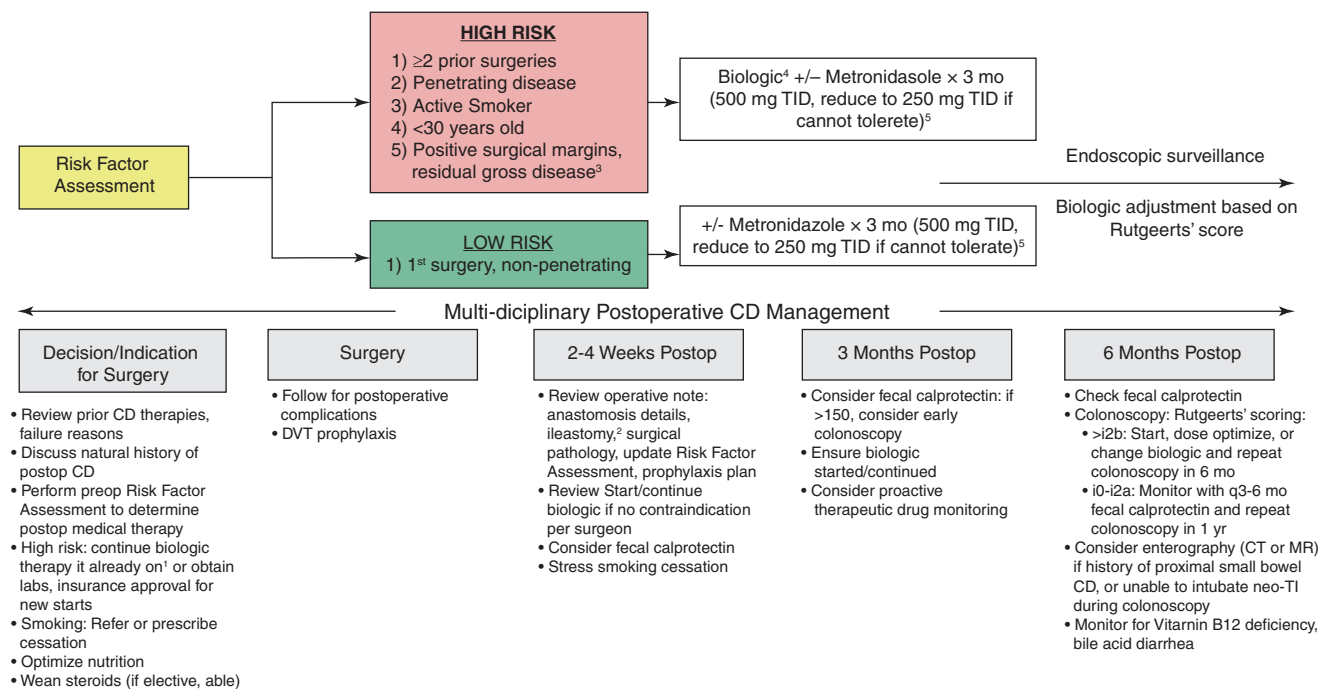 HIGH RISK
1) ≥2 prior surgeries
2) Penetrating disease
3) Active Smoker
4) <30 years old
5) Positive surgical margins,
residual gross disease³
Biologic⁴ +/– Metronidasole × 3 mo
(500 mg TID, reduce to 250 mg TID if
cannot tolerete)⁵
Risk Factor
Assessment
Endoscopic surveillance
Biologic adjustment based on
Rutgeerts’ score
LOW RISK
1) 1st surgery, non-penetrating
+/- Metronidazole × 3 mo (500 mg TID,
reduce to 250 mg TID if cannot tolerate)⁵
Multi-diciplinary Postoperative CD Management
Decision/Indication
for Surgery
• Review prior CD therapies,
failure reasons
• Discuss natural history of
postop CD
• Perform preop Risk Factor
Assessment to determine
postop medical therapy
• High risk: continue biologic
therapy it already on¹ or obtain
labs, insurance approval for
new starts
• Smoking: Refer or prescribe
cessation
• Optimize nutrition
• Wean steroids (if elective, able)
Surgery
• Follow for postoperative
complications
• DVT prophylaxis
2-4 Weeks Postop
• Review operative note:
anastomosis details,
ileastomy,² surgical
pathology, update Risk Factor
Assessment, prophylaxis plan
• Review Start/continue
biologic if no contraindication
per surgeon
• Consider fecal calprotectin
• Stress smoking cessation
3 Months Postop
• Consider fecal calprotectin: if
>150, consider early
colonoscopy
• Ensure biologic
started/continued
• Consider proactive
therapeutic drug monitoring
6 Months Postop
• Check fecal calprotectin
• Colonoscopy: Rutgeerts’ scoring:
• >i2b: Start, dose optimize, or
change biologic and repeat
colonoscopy in 6 mo
• i0-i2a: Monitor with q3-6 mo
fecal calprotectin and repeat
colonoscopy in 1 yr
• Consider enterography (CT or MR)
if history of proximal small bowel
CD, or unable to intubate neo-TI
during colonoscopy
• Monitor for Vitarnin B12 deficiency,
bile acid diarrhea